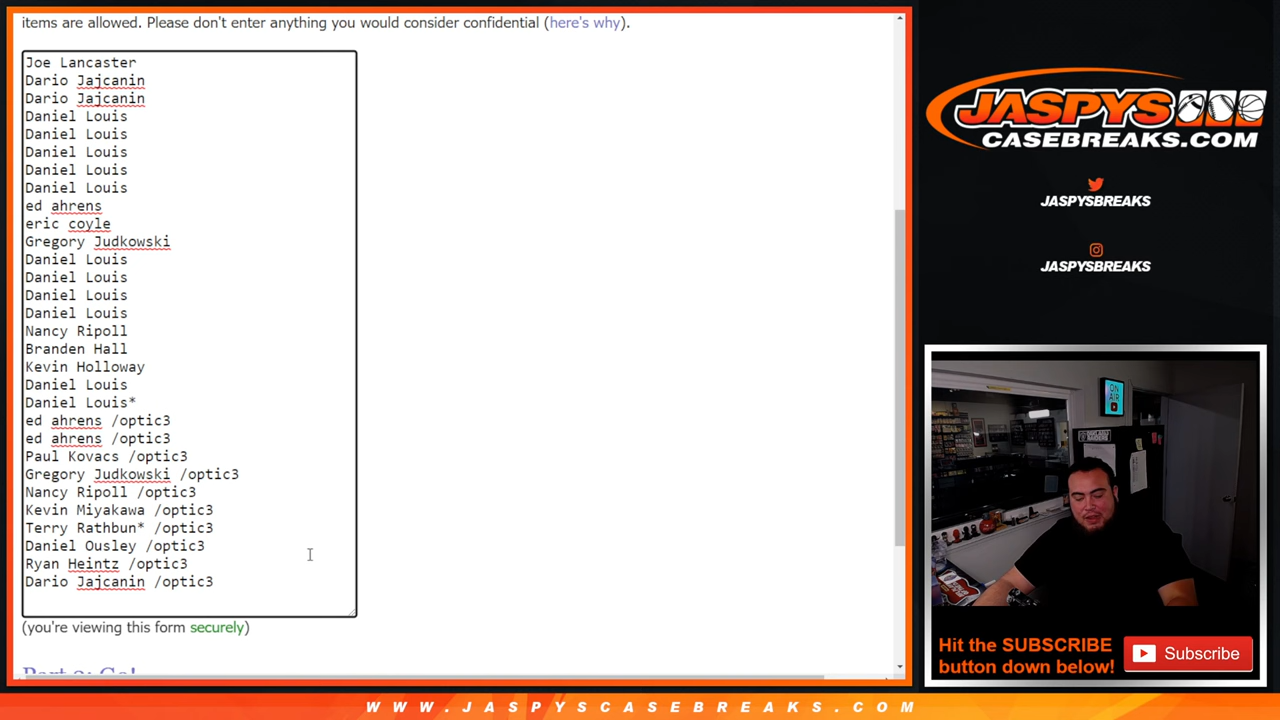 items are allowed. Please don't enter anything you would consider confidential (here's why).
Joe Lancaster
Dario Jajcanin
Dario Jajcanin
Daniel Louis
Daniel Louis
Daniel Louis
Daniel Louis
Daniel Louis
ed ahrens
eric coyle
Gregory Judkowski
Daniel Louis
Daniel Louis
Daniel Louis
Daniel Louis
Nancy Ripoll
Branden Hall
Kevin Holloway
Daniel Louis
Daniel Louis*
ed ahrens /optic3
ed ahrens /optic3
Paul Kovacs /optic3
Gregory Judkowski /optic3
Nancy Ripoll /optic3
Kevin Miyakawa /optic3
Terry Rathbun* /optic3
Daniel Ousley /optic3
Ryan Heintz /optic3
Dario Jajcanin /optic3
(you're viewing this form securely)
JASPYS
CASEBREAKS.COM
JASPYSBREAKS
JASPYSBREAKS
ON
AIR
Hit the SUBSCRIBE
button down below!
Subscribe
WWW.JASPYSCASEBREAKS.COM